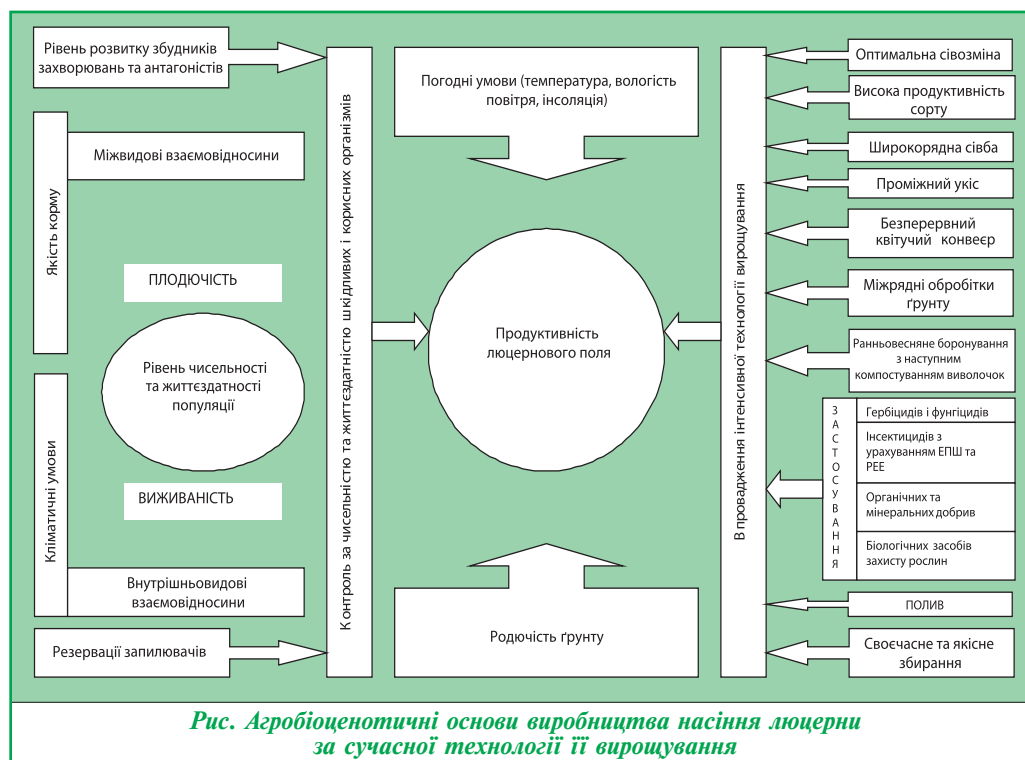 Рівень розвитку збудників
захворювань та антагоністів
Якість корму
Міжвидові взаємовідносини
ПЛОДЮЧІСТЬ
Рівень чисельності
та життєздатності
популяції
ВИЖИВАНІСТЬ
Кліматичні умови
Внутрішньовидові
взаємовідносини
Резервації запилювачів
Контроль за чисельністю та життєздатністю шкідливих і корисних організмів
Погодні умови (температура, вологість
повітря, інсоляція)
Продуктивність
люцернового поля
Родючість ґрунту
Впровадження інтенсивної технології вирощування
Оптимальна сівозміна
Висока продуктивність
сорту
Широкорядна сівба
Проміжний укіс
Безперервний
квітучий конвеєр
Міжрядні обробітки
ґрунту
Ранньовесняне боронування
з наступним
компостуванням виволочок
ЗАСТОСУВАННЯ
Гербіцидів і фунгіцидів
Інсектицидів з
урахуванням ЕПШ та
РЕЕ
Органічних та
мінеральних добрив
Біологічних засобів
захисту рослин
ПОЛИВ
Своєчасне та якісне
збирання
Рис. Агробіоценотичні основи виробництва насіння люцерни
за сучасної технології її вирощування